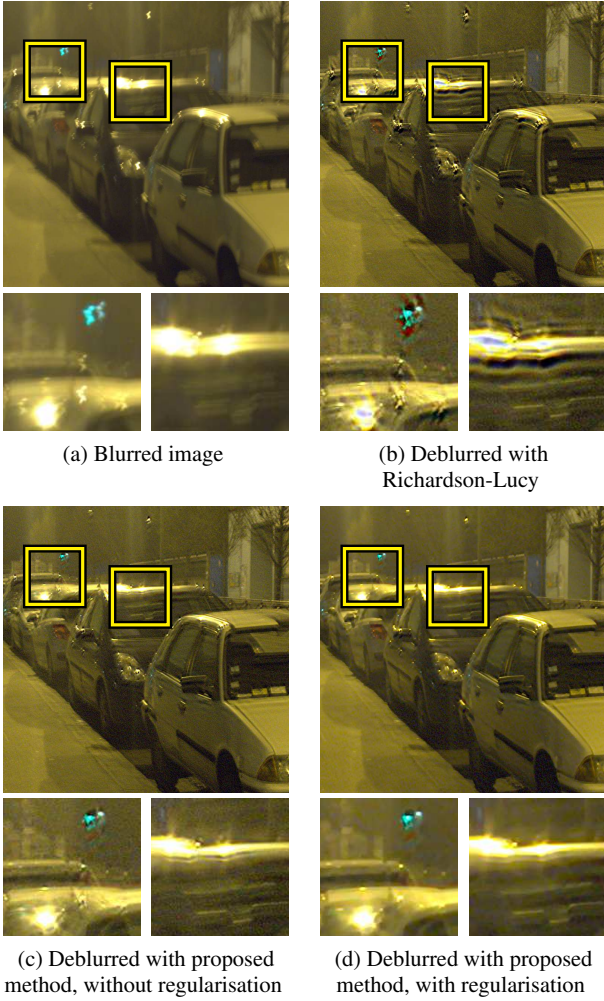 (a) Blurred image
(b) Deblurred with
Richardson-Lucy
(c) Deblurred with proposed
method, without regularisation
(d) Deblurred with proposed
method, with regularisation